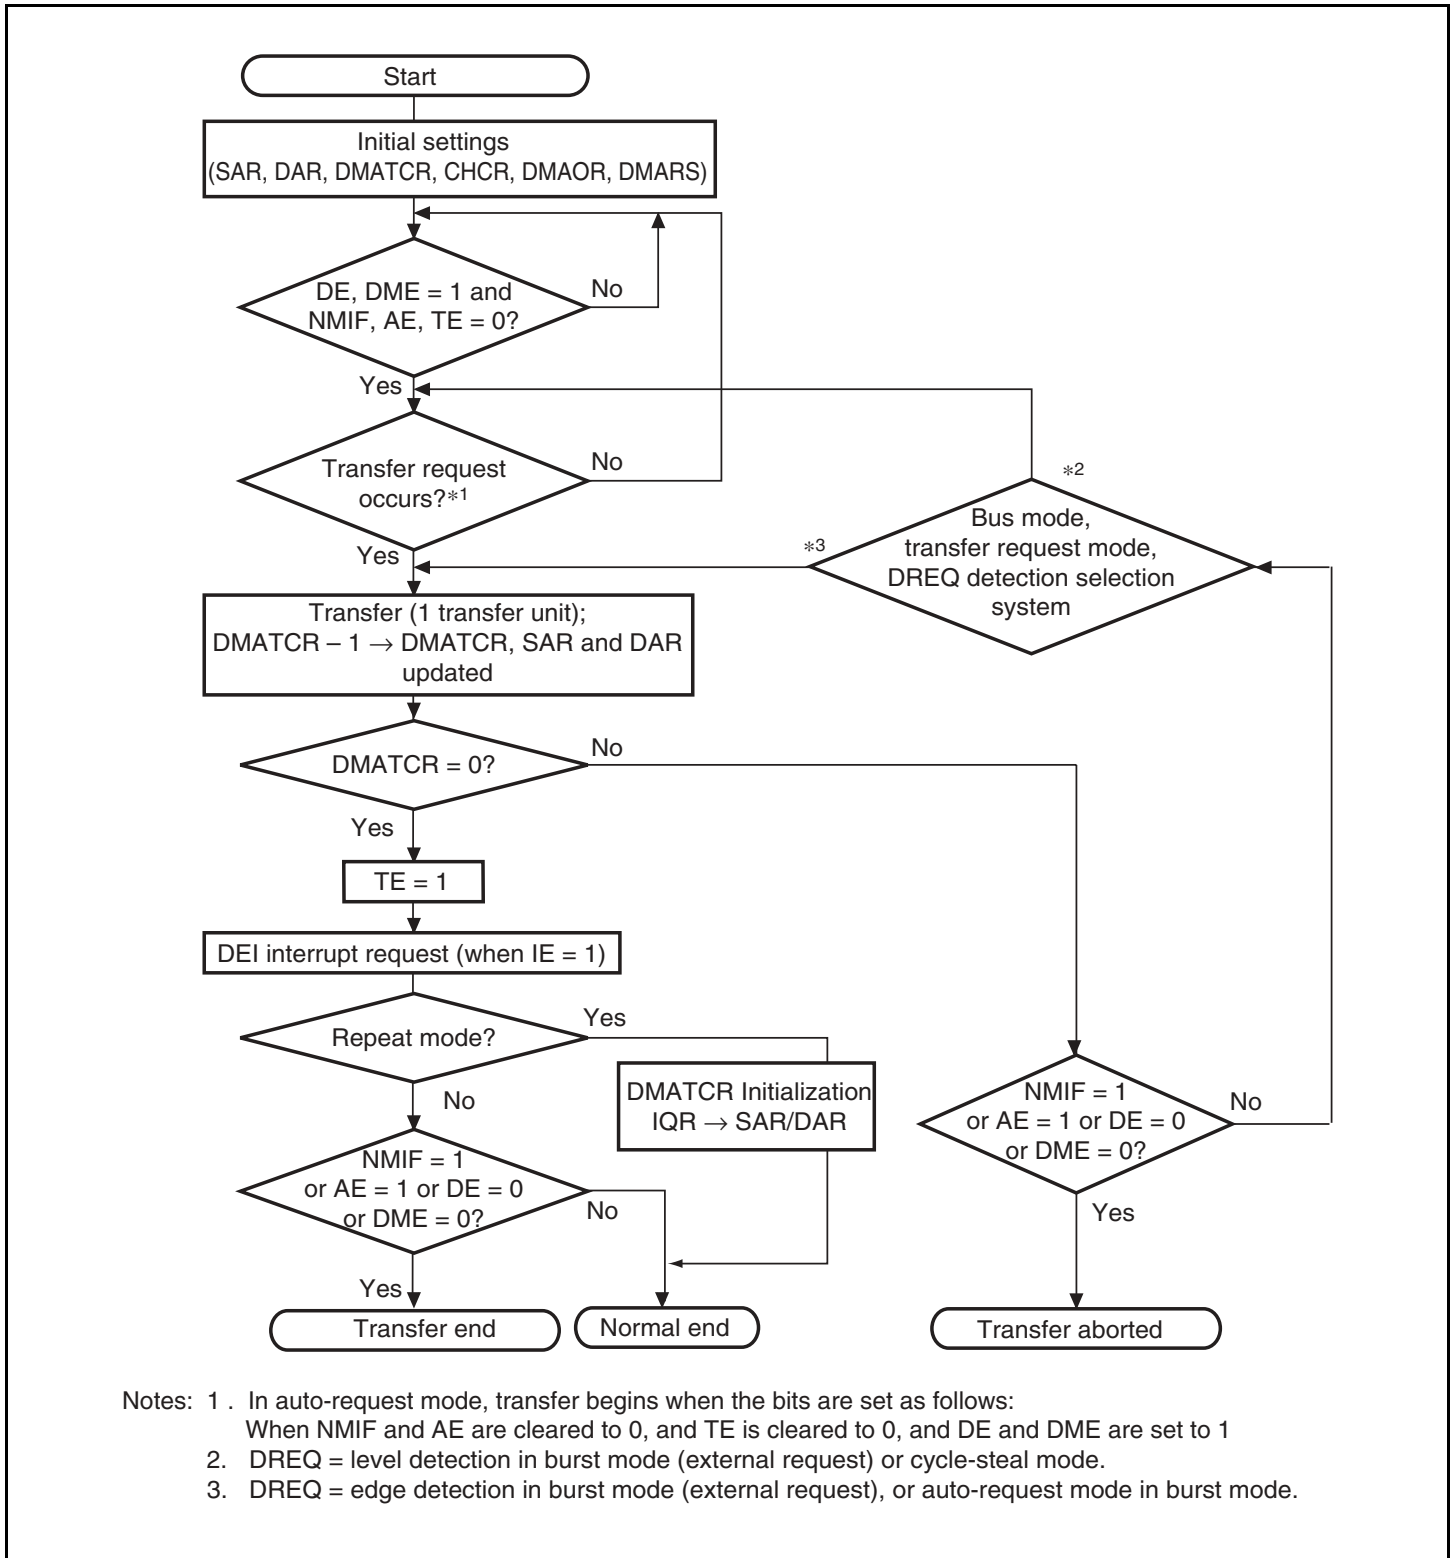 Start
Initial settings
(SAR, DAR, DMATCR, CHCR, DMAOR, DMARS)
DE, DME = 1 and
NMIF, AE, TE = 0?
No
Yes
Transfer request
occurs?*1
No
Yes
*2
Bus mode,
transfer request mode,
DREQ detection selection
system
*3
Transfer (1 transfer unit);
DMATCR – 1 → DMATCR, SAR and DAR
updated
DMATCR = 0?
No
Yes
TE = 1
DEI interrupt request (when IE = 1)
Repeat mode?
Yes
No
DMATCR Initialization
IQR → SAR/DAR
NMIF = 1
or AE = 1 or DE = 0
or DME = 0?
No
Yes
NMIF = 1
or AE = 1 or DE = 0
or DME = 0?
No
Yes
Transfer end
Normal end
Transfer aborted
Notes: 1 . In auto-request mode, transfer begins when the bits are set as follows:
When NMIF and AE are cleared to 0, and TE is cleared to 0, and DE and DME are set to 1
2. DREQ = level detection in burst mode (external request) or cycle-steal mode.
3. DREQ = edge detection in burst mode (external request), or auto-request mode in burst mode.